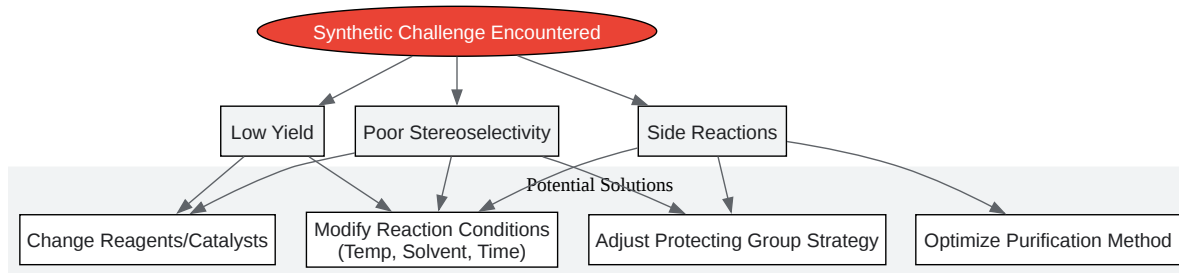 Synthetic Challenge Encountered
Low Yield
Poor Stereoselectivity
Side Reactions
Potential Solutions
Change Reagents/Catalysts
Modify Reaction Conditions
(Temp, Solvent, Time)
Adjust Protecting Group Strategy
Optimize Purification Method